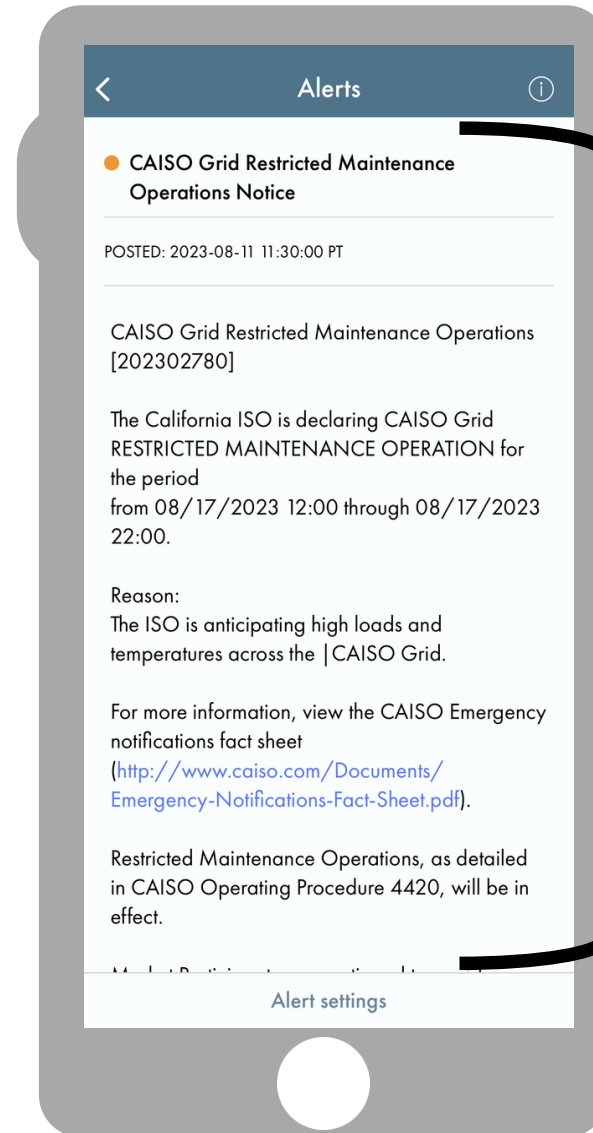 Alerts
CAISO Grid Restricted Maintenance
Operations Notice
POSTED: 2023-08-11 11:30:00 PT
CAISO Grid Restricted Maintenance Operations
[202302780]
The California ISO is declaring CAISO Grid
RESTRICTED MAINTENANCE OPERATION for
the period
from 08/17/2023 12:00 through 08/17/2023
22:00.
Reason:
The ISO is anticipating high loads and
temperatures across the |CAISO Grid.
For more information, view the CAISO Emergency
notifications fact sheet
(http://www.caiso.com/Documents/
Emergency-Notifications-Fact-Sheet.pdf).
Restricted Maintenance Operations, as detailed
in CAISO Operating Procedure 4420, will be in
effect.
Alert settings